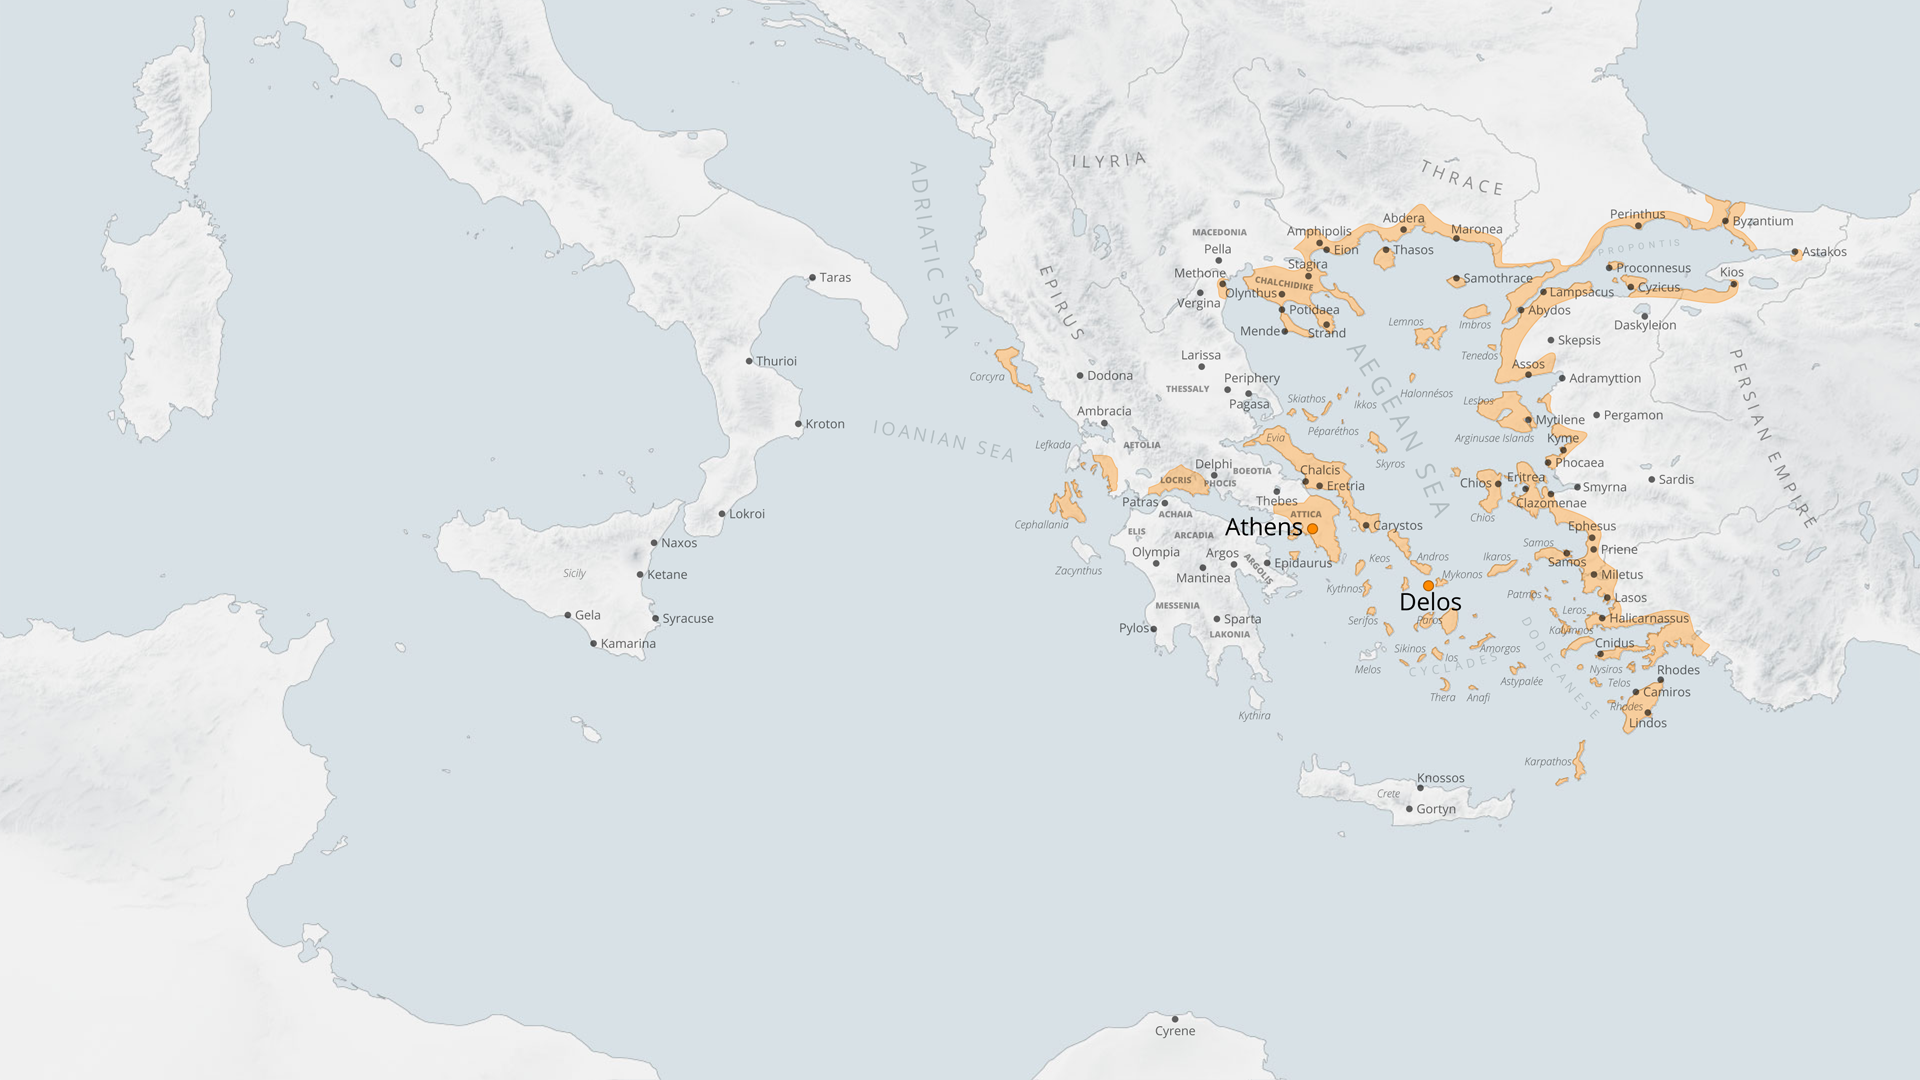 ILYRIA
THRACE
ADRIATIC SEA
Perinthus
Byzantium
Abdera
Maronea
Amphipolis
MACEDONIA
Pella
Eion
Thasos
PROPONTIS
Astakos
Stagira
Methone
Samothrace
Proconnesus
Kios
Taras
CHALCHIDIKE
Olynthus
Vergina
Lampsacus
Cyzicus
EPIRUS
Potidaea
Abydos
Mende
Strand
Lemnos
Imbros
Daskyleion
Skepsis
Thurioi
Larissa
Tenedos
Assos
PERSIAN EMPIRE
Corcyra
Dodona
THESSALY
Periphery
AEGEAN SEA
Adramyttion
Pagasa
Skiathos
Ikkos
Halonnésos
Lesbos
Ambracia
Pergamon
Kroton
IOANIAN SEA
Mytilene
Péparéthos
Lefkada
AETOLIA
Evia
Arginusae Islands
Kyme
Delphi
BOEOTIA
Chalcis
Skyros
Phocaea
LOCRIS
PHOCIS
Eretria
Chios
Eritrea
Smyrna
Sardis
Patras
Thebes
Clazomenae
Lokroi
Cephallania
ACHAIA
ATTICA
Chios
Athens
Carystos
Ephesus
ELIS
ARCADIA
Naxos
Olympia
Argos
Samos
Priene
Sicily
Ketane
Zacynthus
Mantinea
ARGOLIS
Epidaurus
Keos
Andros
Ikaros
Samos
Mykonos
Miletus
Kythnos
Delos
Patmos
Lasos
MESSENIA
Gela
Syracuse
Pylos
Sparta
Serifos
Paros
Leros
Halicarnassus
LAKONIA
Kalymnos
Kamarina
Sikinos
Ios
Amorgos
DODECANESE
Cnidus
Melos
CYCLADES
Nysiros
Rhodes
Astypalée
Telos
Thera
Anafi
Camiros
Rhodes
Kythira
Lindos
Karpathos
Knossos
Crete
Gortyn
Cyrene